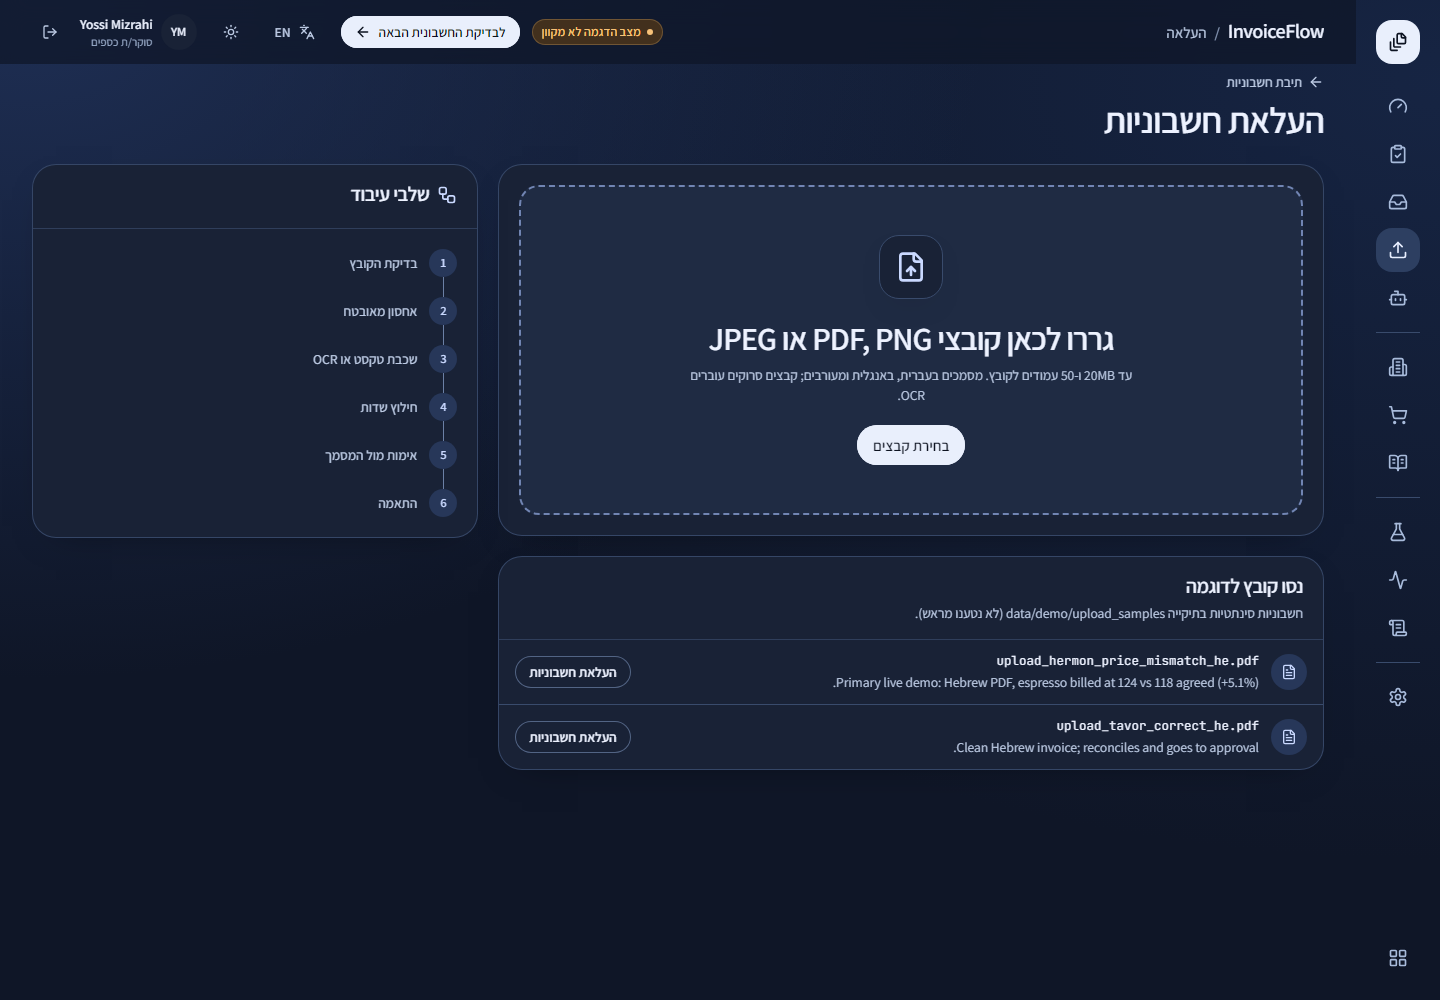 InvoiceFlow / העלאה
מצב הדגמה לא מקוון
לבדיקת החשבונית הבאה
EN
YM
Yossi Mizrahi
סוקר/ת כספים
תיבת חשבוניות
העלאת חשבוניות
גררו לכאן קובצי PDF, PNG או JPEG
עד 20MB ו-50 עמודים לקובץ. מסמכים בעברית, באנגלית ומעורבים; קבצים סרוקים עוברים
OCR.
בחירת קבצים
שלבי עיבוד
1 בדיקת הקובץ
2 אחסון מאובטח
3 שכבת טקסט או OCR
4 חילוץ שדות
5 אימות מול המסמך
6 התאמה
נסו קובץ לדוגמה
חשבוניות סינתטיות בתיקייה data/demo/upload_samples (לא נטענו מראש).
upload_hermon_price_mismatch_he.pdf
Primary live demo: Hebrew PDF, espresso billed at 124 vs 118 agreed (+5.1%).
העלאת חשבוניות
upload_tavor_correct_he.pdf
Clean Hebrew invoice; reconciles and goes to approval.
העלאת חשבוניות